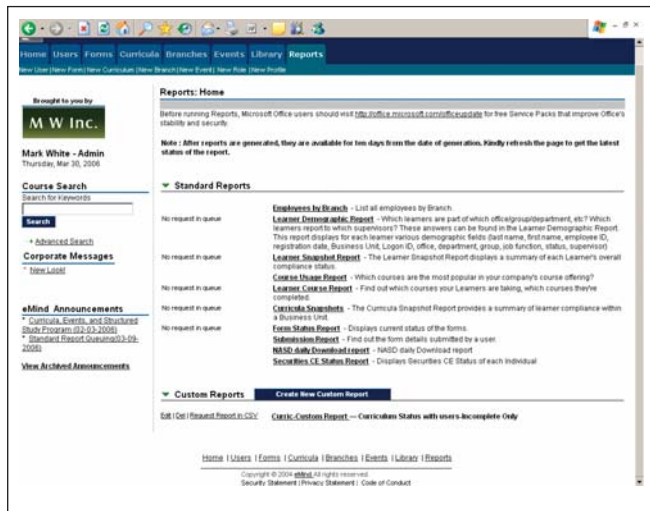 Home Users Forms Curricula Branches Events Library Reports
New User|New Form|New Curriculum|New Branch|New Event| New Role |New Profile
Brought to you by
M W Inc.
Mark White - Admin
Thursday, Mar 30, 2006
Course Search
Search for Keywords
Search
Advanced Search
Corporate Messages
* New Look!
eMind Announcements
* Curricula, Events, and Structured
Study Program (02-03-2006)
* Standard Report Queuing(03-09-
2006)
View Archived Announcements
Reports: Home
Before running Reports, Microsoft Office users should visit http://office.microsoft.com/officeupdate for free Service Packs that improve Office's
stability and security.
Note : After reports are generated, they are available for ten days from the date of generation. Kindly refresh the page to get the latest
status of the report.
Standard Reports
Employees by Branch - List all employees by Branch.
No request in queue Learner Demographic Report - Which learners are part of which office/group/department, etc? Which
learners report to which supervisors? These answers can be found in the Learner Demographic Report.
This report displays for each learner various demographic fields (last name, first name, employee ID,
registration date, Business Unit, Logon ID, office, department, group, job function, status, supervisor)
No request in queue Learner Snapshot Report - The Learner Snapshot Report displays a summary of each Learner's overall
compliance status.
Course Usage Report - Which courses are the most popular in your company's course offering?
No request in queue Learner Course Report - Find out which courses your Learners are taking, which courses they've
completed.
No request in queue Curricula Snapshots - The Curricula Snapshot Report provides a summary of learner compliance within
a Business Unit.
No request in queue Form Status Report - Displays current status of the forms.
Submission Report - Find out the form details submitted by a user.
NASD daily Download report - NASD daily Download report
Securities CE Status Report - Displays Securities CE Status of each Individual
Custom Reports Create New Custom Report
Edit |Del |Request Report in CSV Curric-Custom Report — Curriculum Status with users-Incomplete Only
Home | Users | Forms | Curricula | Branches | Events | Library | Reports
Copyright © 2004 eMind All rights reserved.
Security Statement | Privacy Statement | Code of Conduct